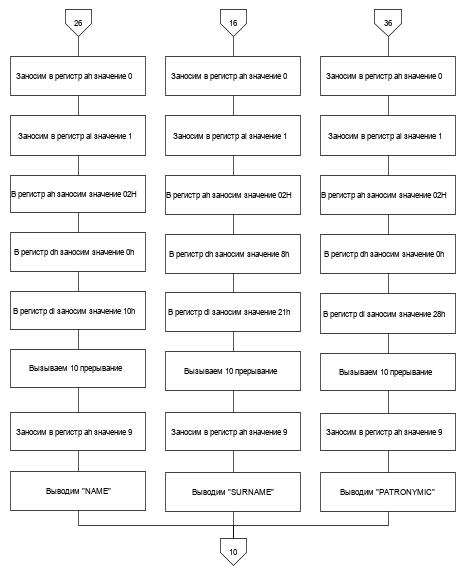 26
Заносим в регистр ah значение 0
Заносим в регистр al значение 1
В регистр ah заносим значение 02H
В регистр dh заносим значение 0h
В регистр dl заносим значение 10h
Вызываем 10 прерывание
Заносим в регистр ah значение 9
Выводим "NAME"
16
Заносим в регистр ah значение 0
Заносим в регистр al значение 1
В регистр ah заносим значение 02H
В регистр dh заносим значение 8h
В регистр dl заносим значение 21h
Вызываем 10 прерывание
Заносим в регистр ah значение 9
Выводим "SURNAME"
36
Заносим в регистр ah значение 0
Заносим в регистр al значение 1
В регистр ah заносим значение 02H
В регистр dh заносим значение 0h
В регистр dl заносим значение 28h
Вызываем 10 прерывание
Заносим в регистр ah значение 9
Выводим "PATRONYMIC"
10